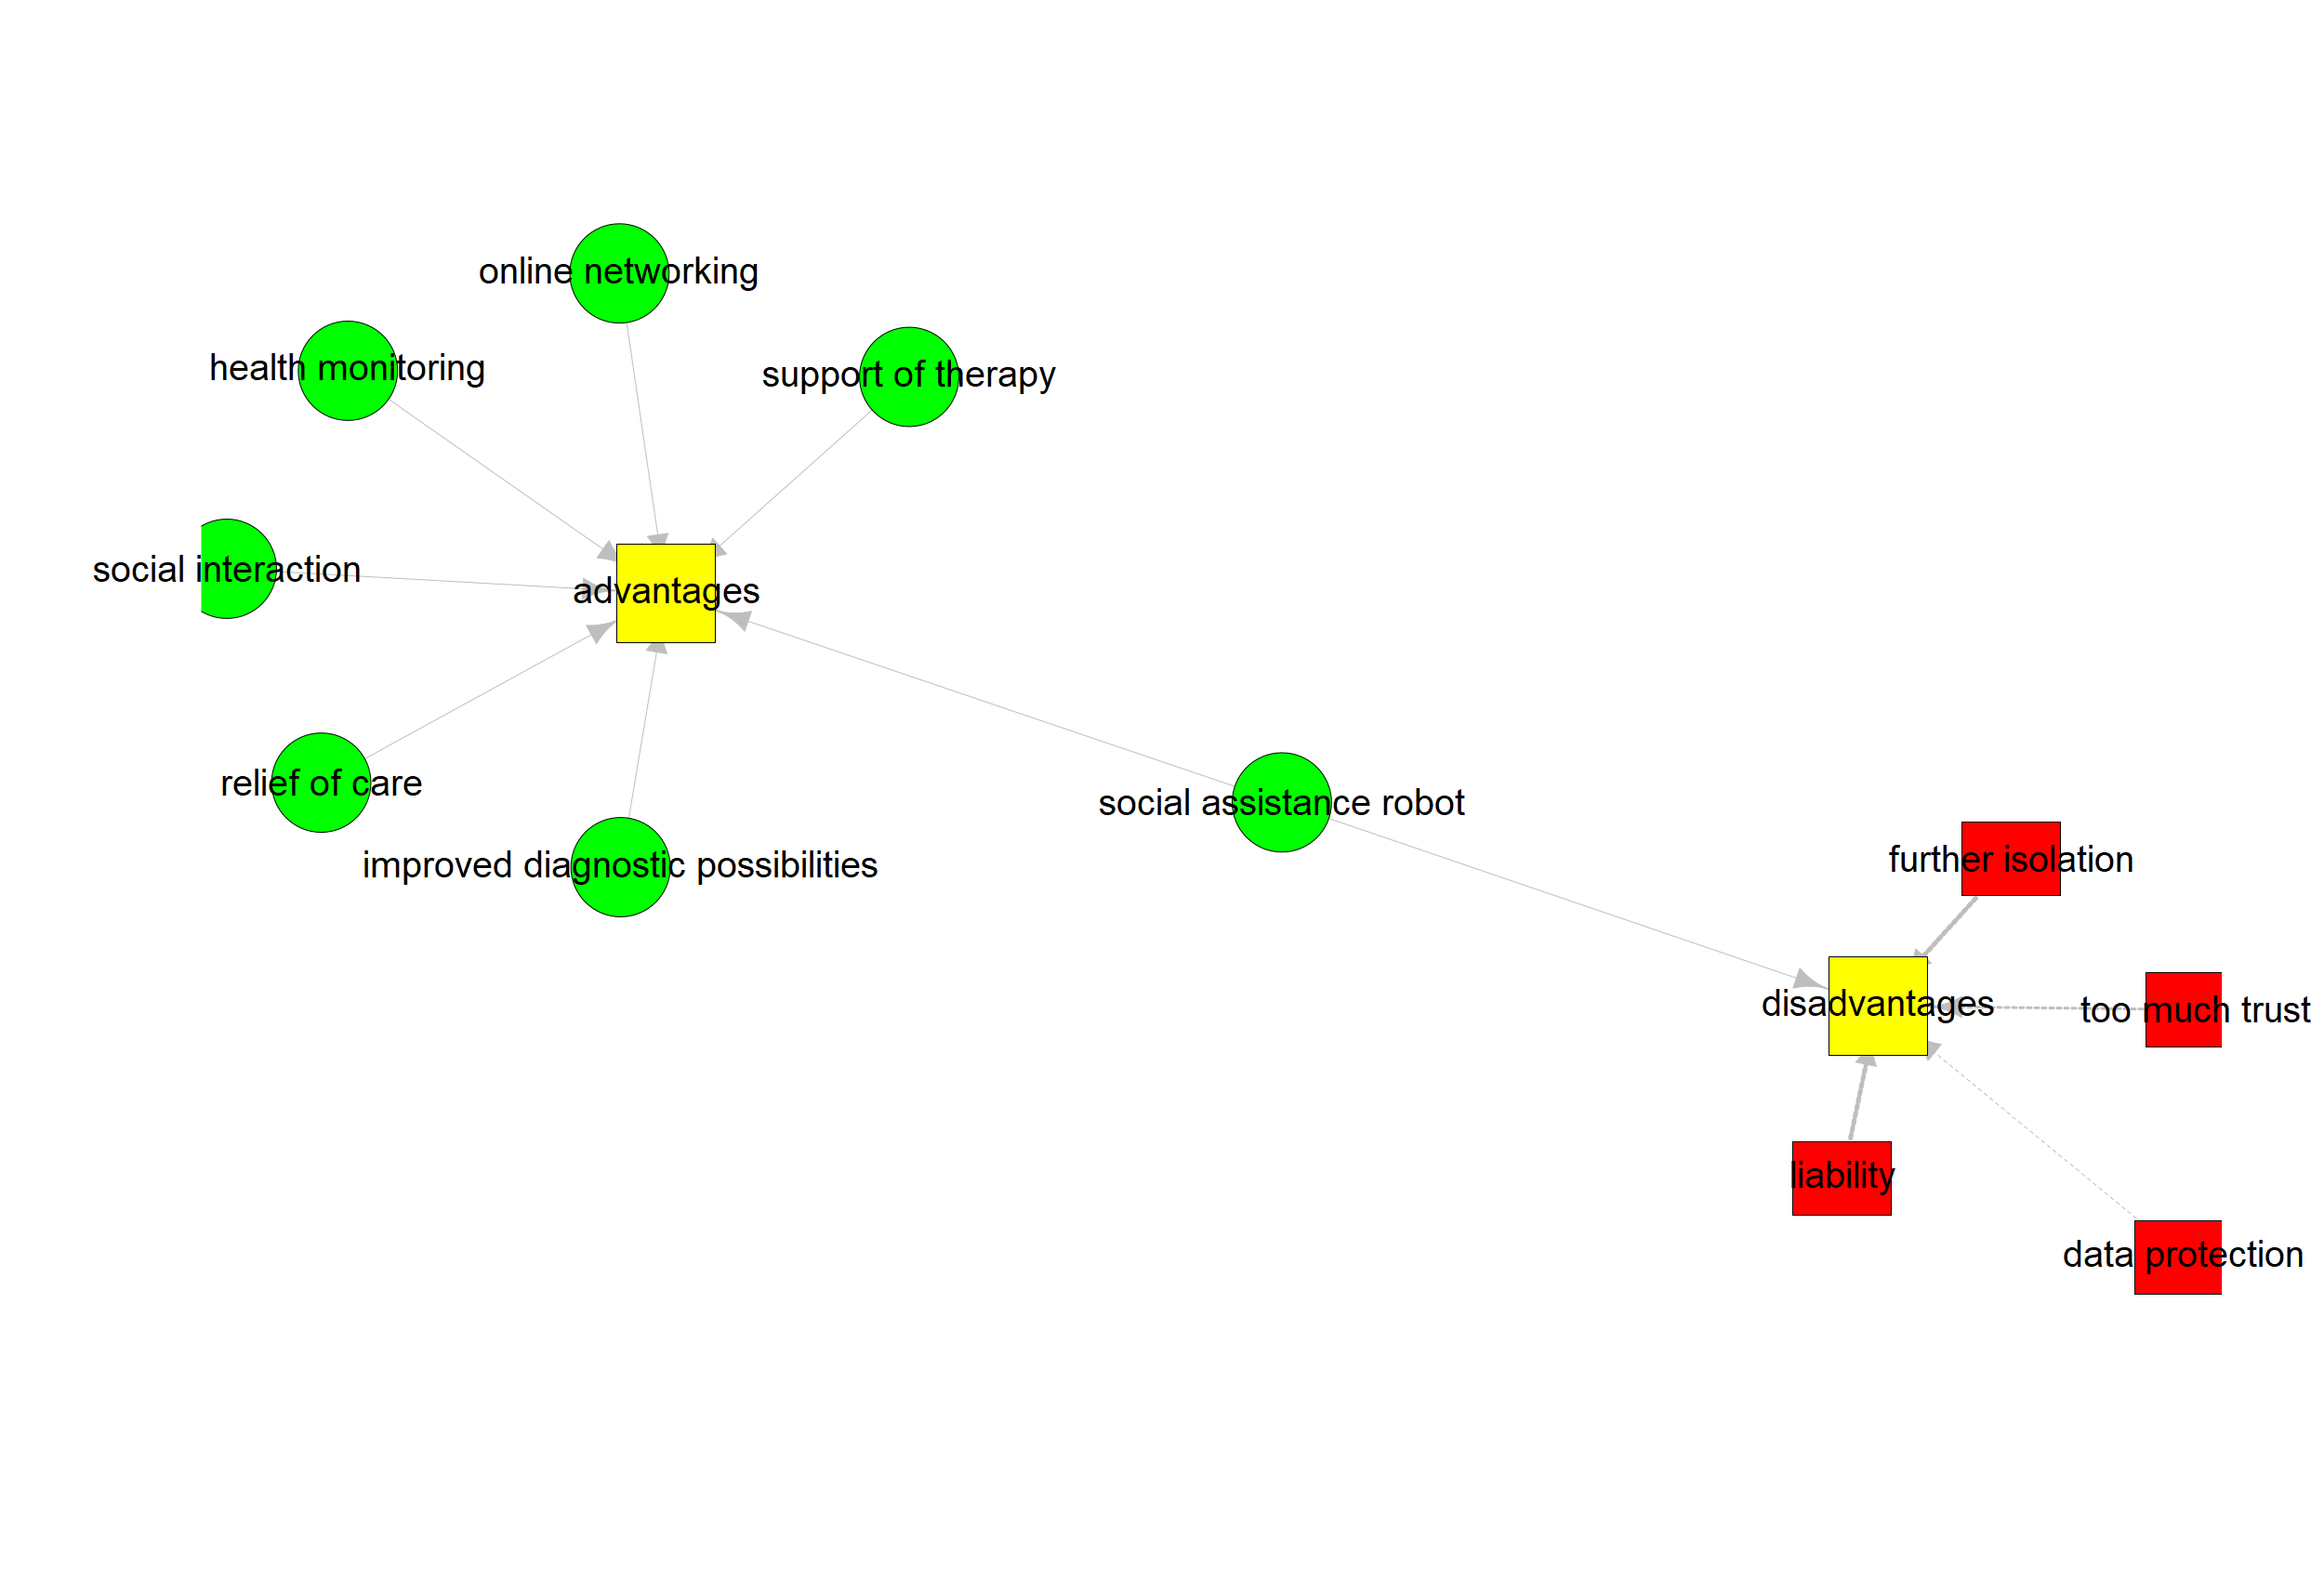 online networking
health monitoring
support of therapy
social interaction
advantages
relief of care
social assistance robot
improved diagnostic possibilities
further isolation
disadvantages
too much trust
liability
data protection